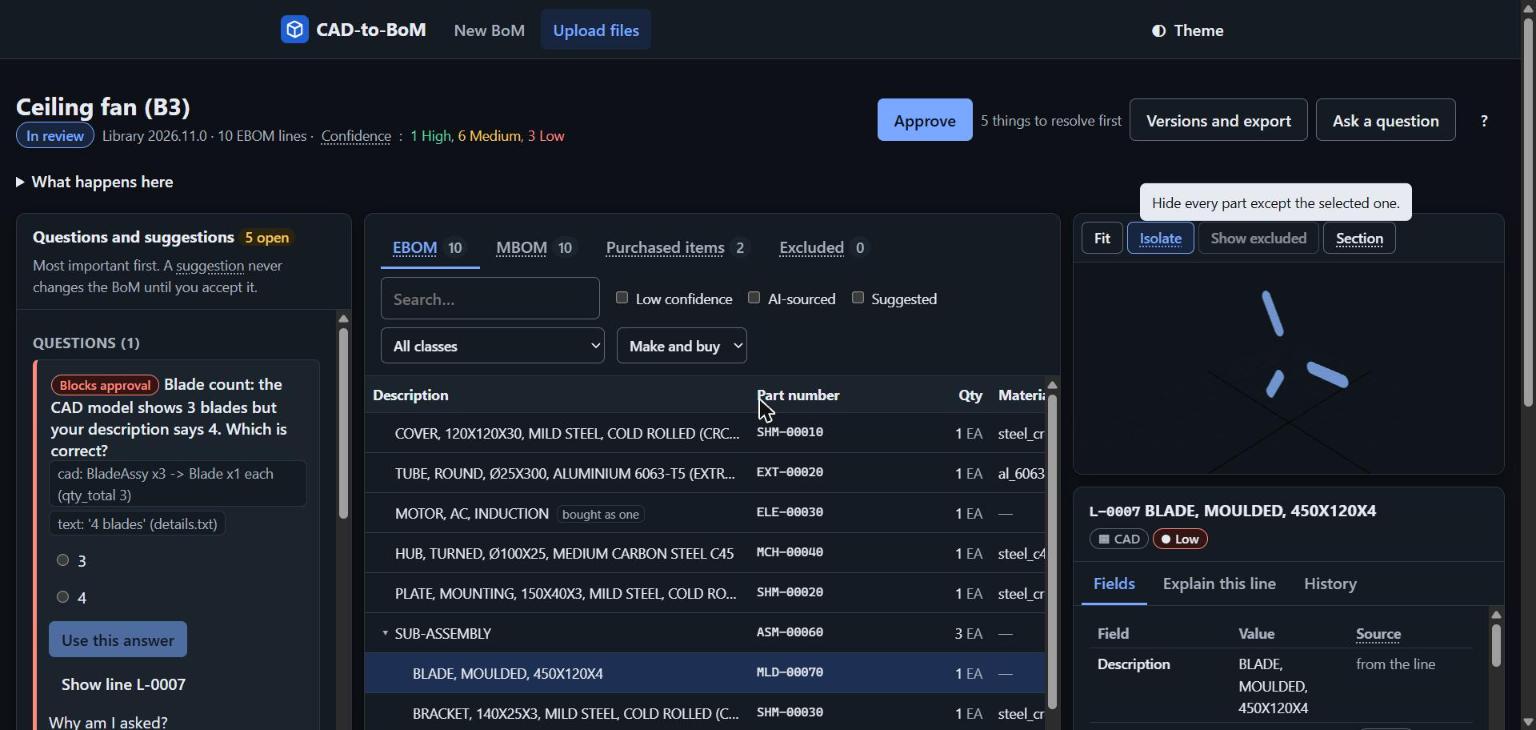 CAD-to-BoM New BoM Upload files Theme
Ceiling fan (B3)
In review Library 2026.11.0 · 10 EBOM lines · Confidence : 1 High, 6 Medium, 3 Low
Approve 5 things to resolve first Versions and export Ask a question ?
What happens here
Questions and suggestions 5 open
Most important first. A suggestion never
changes the BoM until you accept it.
QUESTIONS (1)
Blocks approval Blade count: the
CAD model shows 3 blades but
your description says 4. Which is
correct?
cad: BladeAssy x3 -> Blade x1 each
(qty_total 3)
text: '4 blades' (details.txt)
3
4
Use this answer
Show line L-0007
Why am I asked?
EBOM 10 MBOM 10 Purchased items 2 Excluded 0
Search... Low confidence AI-sourced Suggested
All classes Make and buy
Description Part number Qty Materia
COVER, 120X120X30, MILD STEEL, COLD ROLLED (CRC... SHM-00010 1 EA steel_cr
TUBE, ROUND, Ø25X300, ALUMINIUM 6063-T5 (EXTR... EXT-00020 1 EA al_6063
MOTOR, AC, INDUCTION bought as one ELE-00030 1 EA —
HUB, TURNED, Ø100X25, MEDIUM CARBON STEEL C45 MCH-00040 1 EA steel_c4
PLATE, MOUNTING, 150X40X3, MILD STEEL, COLD RO... SHM-00020 1 EA steel_cr
SUB-ASSEMBLY ASM-00060 3 EA —
BLADE, MOULDED, 450X120X4 MLD-00070 1 EA —
BRACKET, 140X25X3, MILD STEEL, COLD ROLLED (C... SHM-00030 1 EA steel_cr
Hide every part except the selected one.
Fit Isolate Show excluded Section
L-0007 BLADE, MOULDED, 450X120X4
CAD Low
Fields Explain this line History
Field Value Source
Description BLADE, from the line
MOULDED,
450X120X4